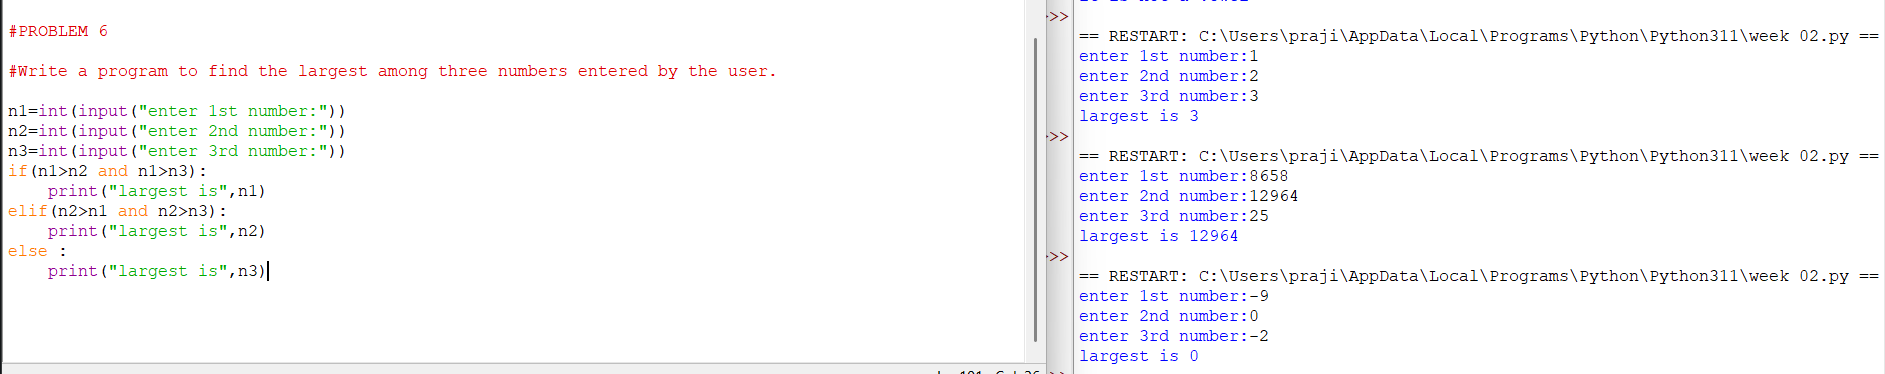 #PROBLEM 6
#Write a program to find the largest among three numbers entered by the user.
n1=int(input("enter 1st number:"))
n2=int(input("enter 2nd number:"))
n3=int(input("enter 3rd number:"))
if(n1>n2 and n1>n3):
    print("largest is",n1)
elif(n2>n1 and n2>n3):
    print("largest is",n2)
else :
    print("largest is",n3)
>>
== RESTART: C:\Users\praji\AppData\Local\Programs\Python\Python311\week 02.py ==
enter 1st number:1
enter 2nd number:2
enter 3rd number:3
largest is 3
>>
== RESTART: C:\Users\praji\AppData\Local\Programs\Python\Python311\week 02.py ==
enter 1st number:8658
enter 2nd number:12964
enter 3rd number:25
largest is 12964
>>
== RESTART: C:\Users\praji\AppData\Local\Programs\Python\Python311\week 02.py ==
enter 1st number:-9
enter 2nd number:0
enter 3rd number:-2
largest is 0